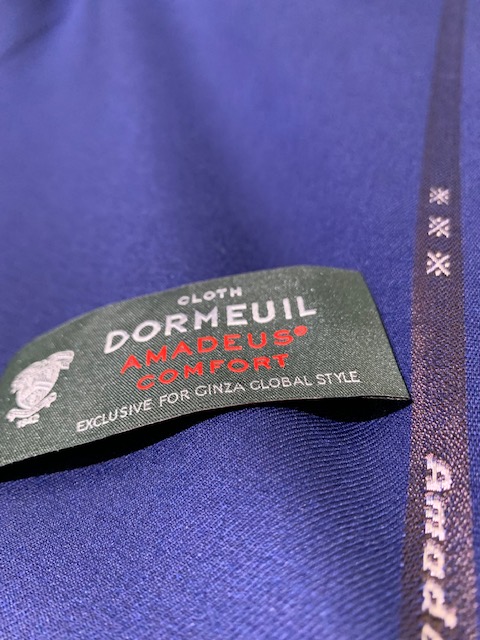 CLOTH
DORMEUIL
AMADEUS®
COMFORT
EXCLUSIVE FOR GINZA GLOBAL STYLE
※※※